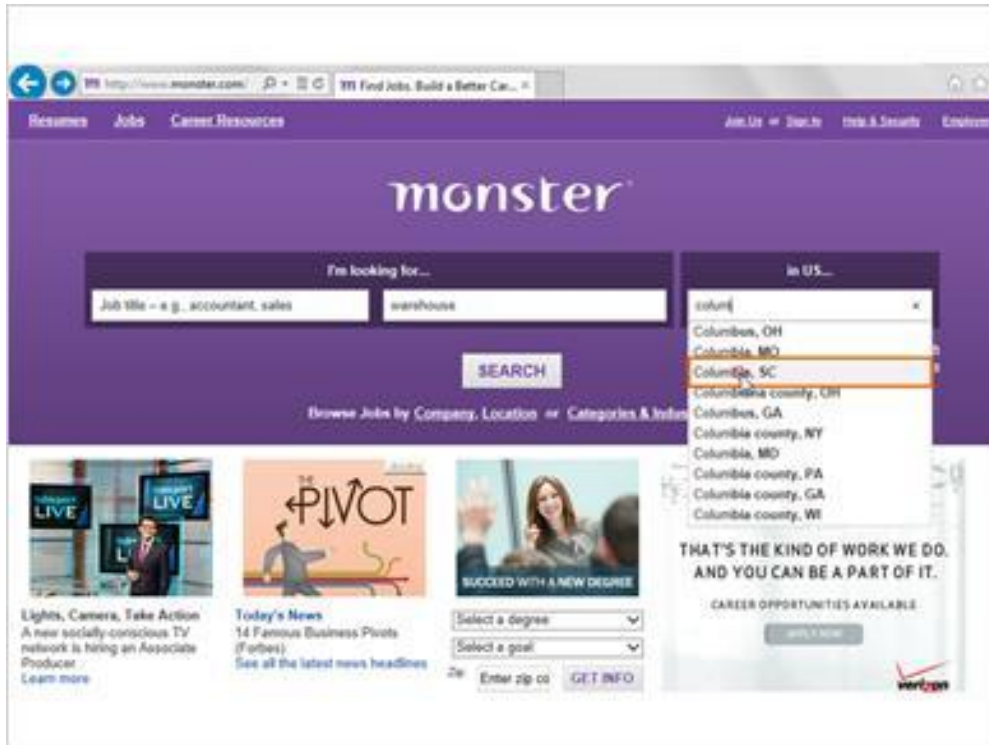 http://www.monster.com/
Find Jobs. Build a Better Car...
Resumes Jobs Career Resources
Join Us or Sign In Help & Security
monster
I'm looking for...
in US...
Job title – e.g., accountant, sales
warehouse
colum
Columbus, OH
Columbia, MO
Columbia, SC
Columbiana county, OH
Columbus, GA
Columbia county, NY
Columbia, MD
Columbia county, PA
Columbia county, GA
Columbia county, WI
SEARCH
Browse Jobs by Company, Location or Categories & Indus
LIVE
LIVE
THE
PIVOT
SUCCEED WITH A NEW DEGREE
Lights, Camera, Take Action
A new socially-conscious TV
network is hiring an Associate
Producer
Learn more
Today's News
14 Famous Business Pivots
(Forbes)
See all the latest news headlines
Select a degree
Select a goal
Zip
Enter zip co
GET INFO
THAT'S THE KIND OF WORK WE DO.
AND YOU CAN BE A PART OF IT.
CAREER OPPORTUNITIES AVAILABLE
APPLY NOW
verizon